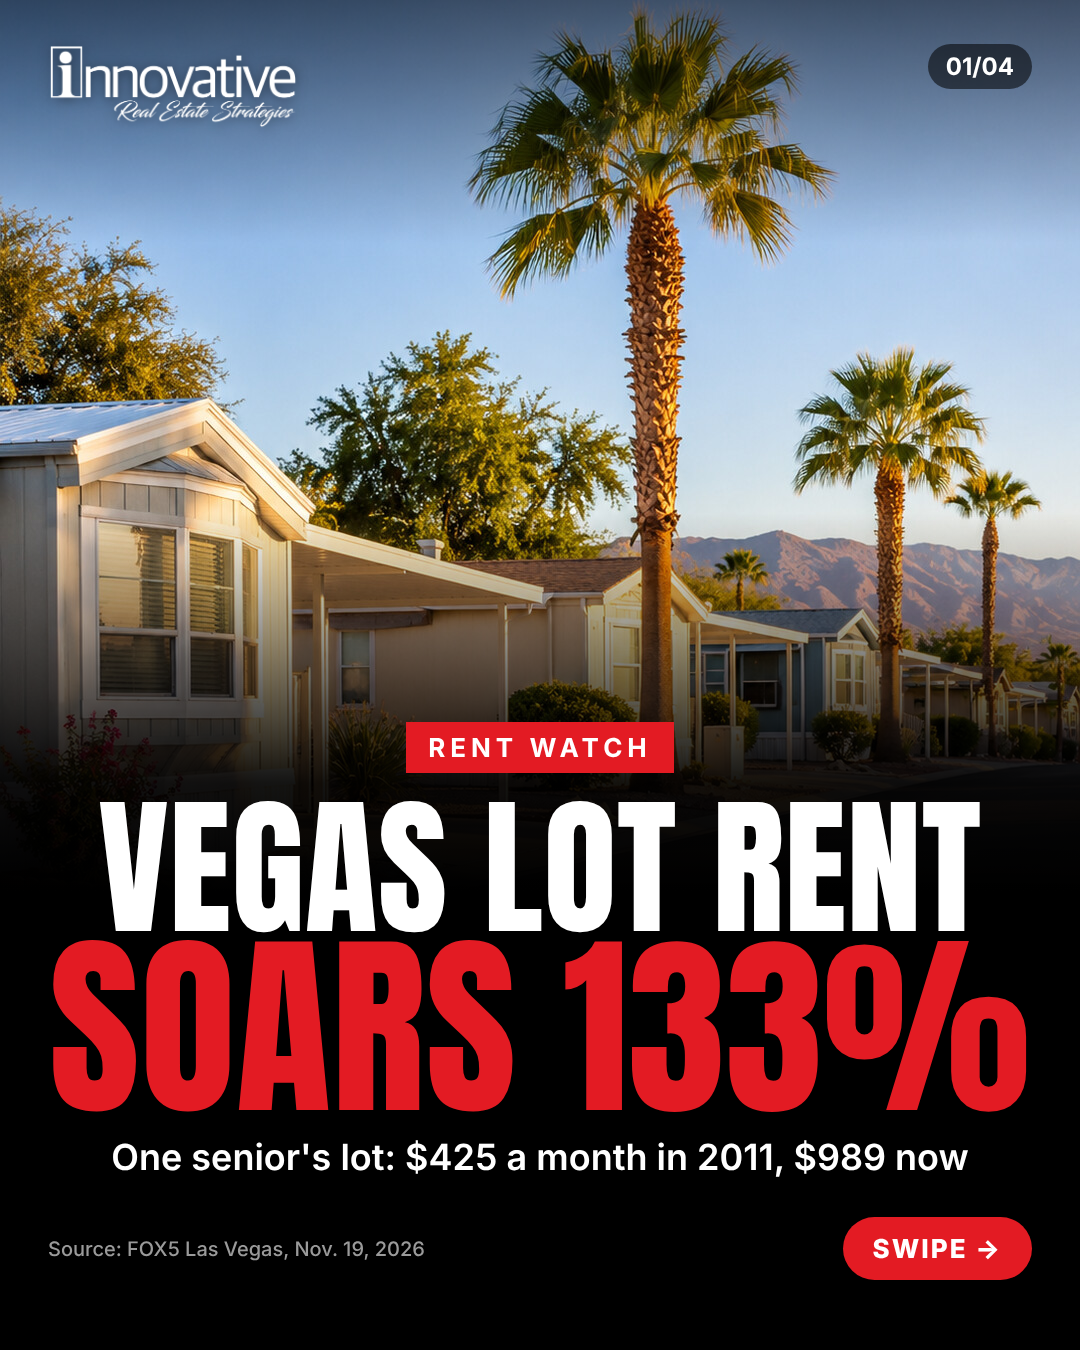 innovative
Real Estate Strategies
01/04
RENT WATCH
VEGAS LOT RENT
SOARS 133%
One senior's lot: $425 a month in 2011, $989 now
Source: FOX5 Las Vegas, Nov. 19, 2026
SWIPE →